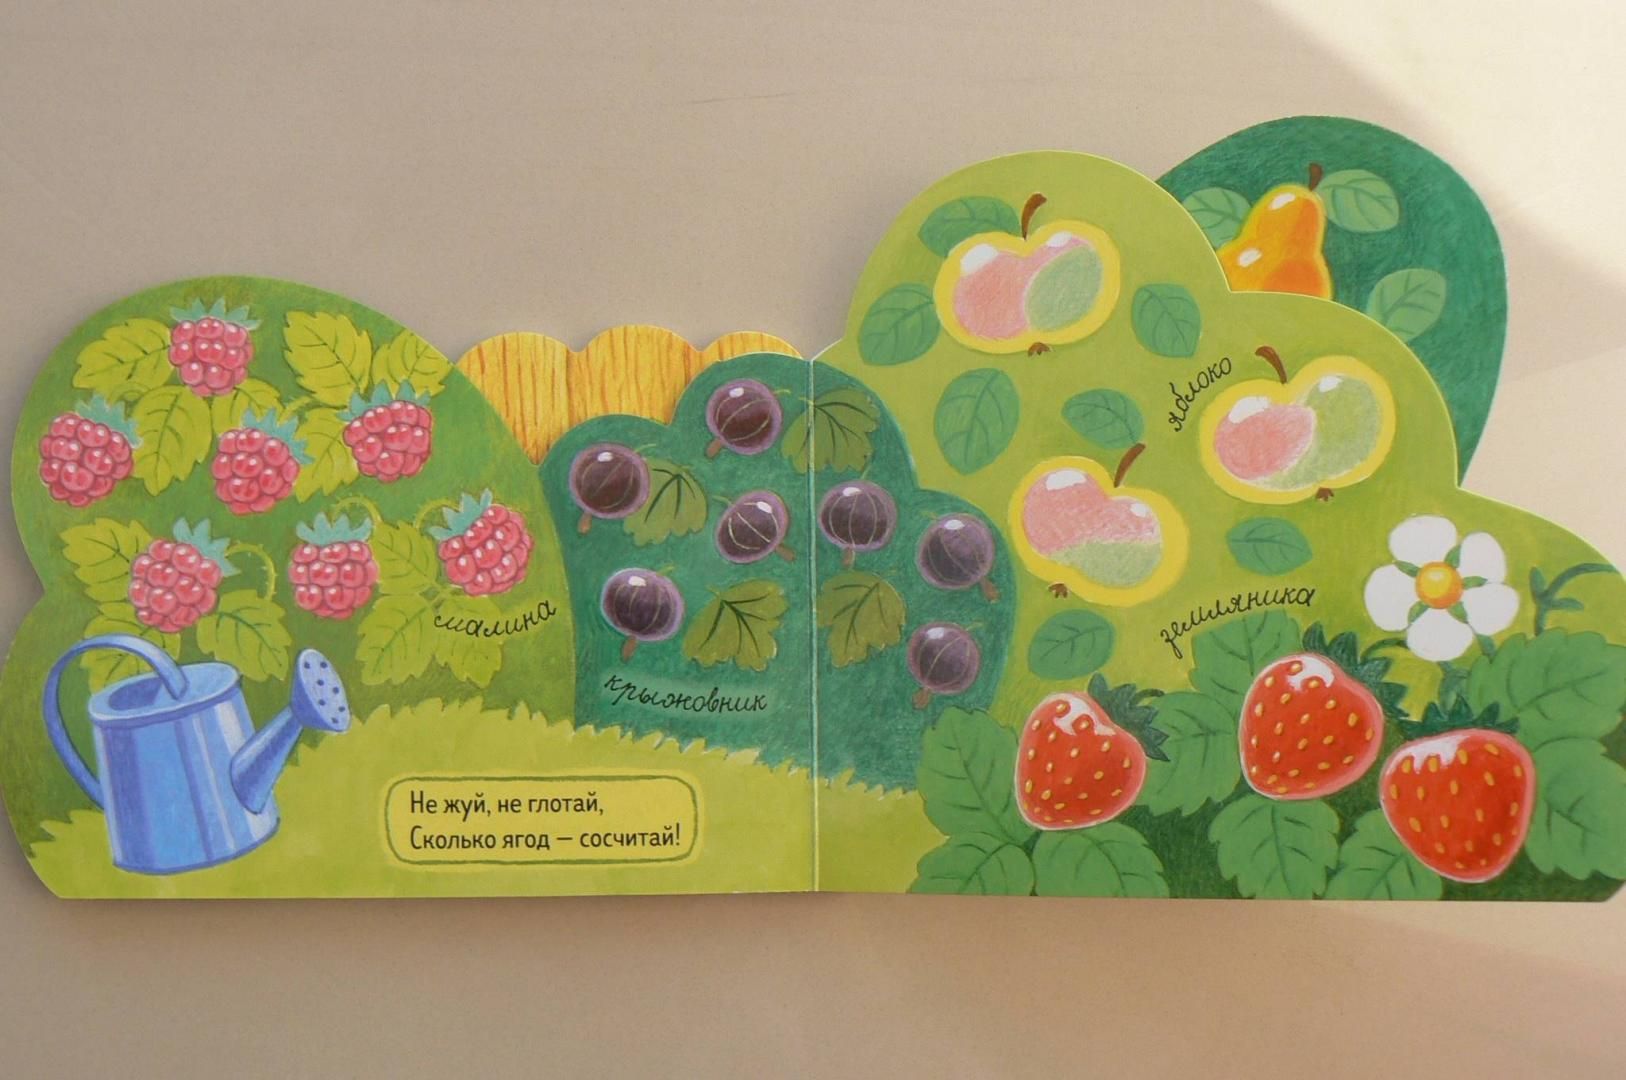 малина
крыжовник
Не жуй, не глотай,
Сколько ягод – сосчитай!
яблоко
земляника